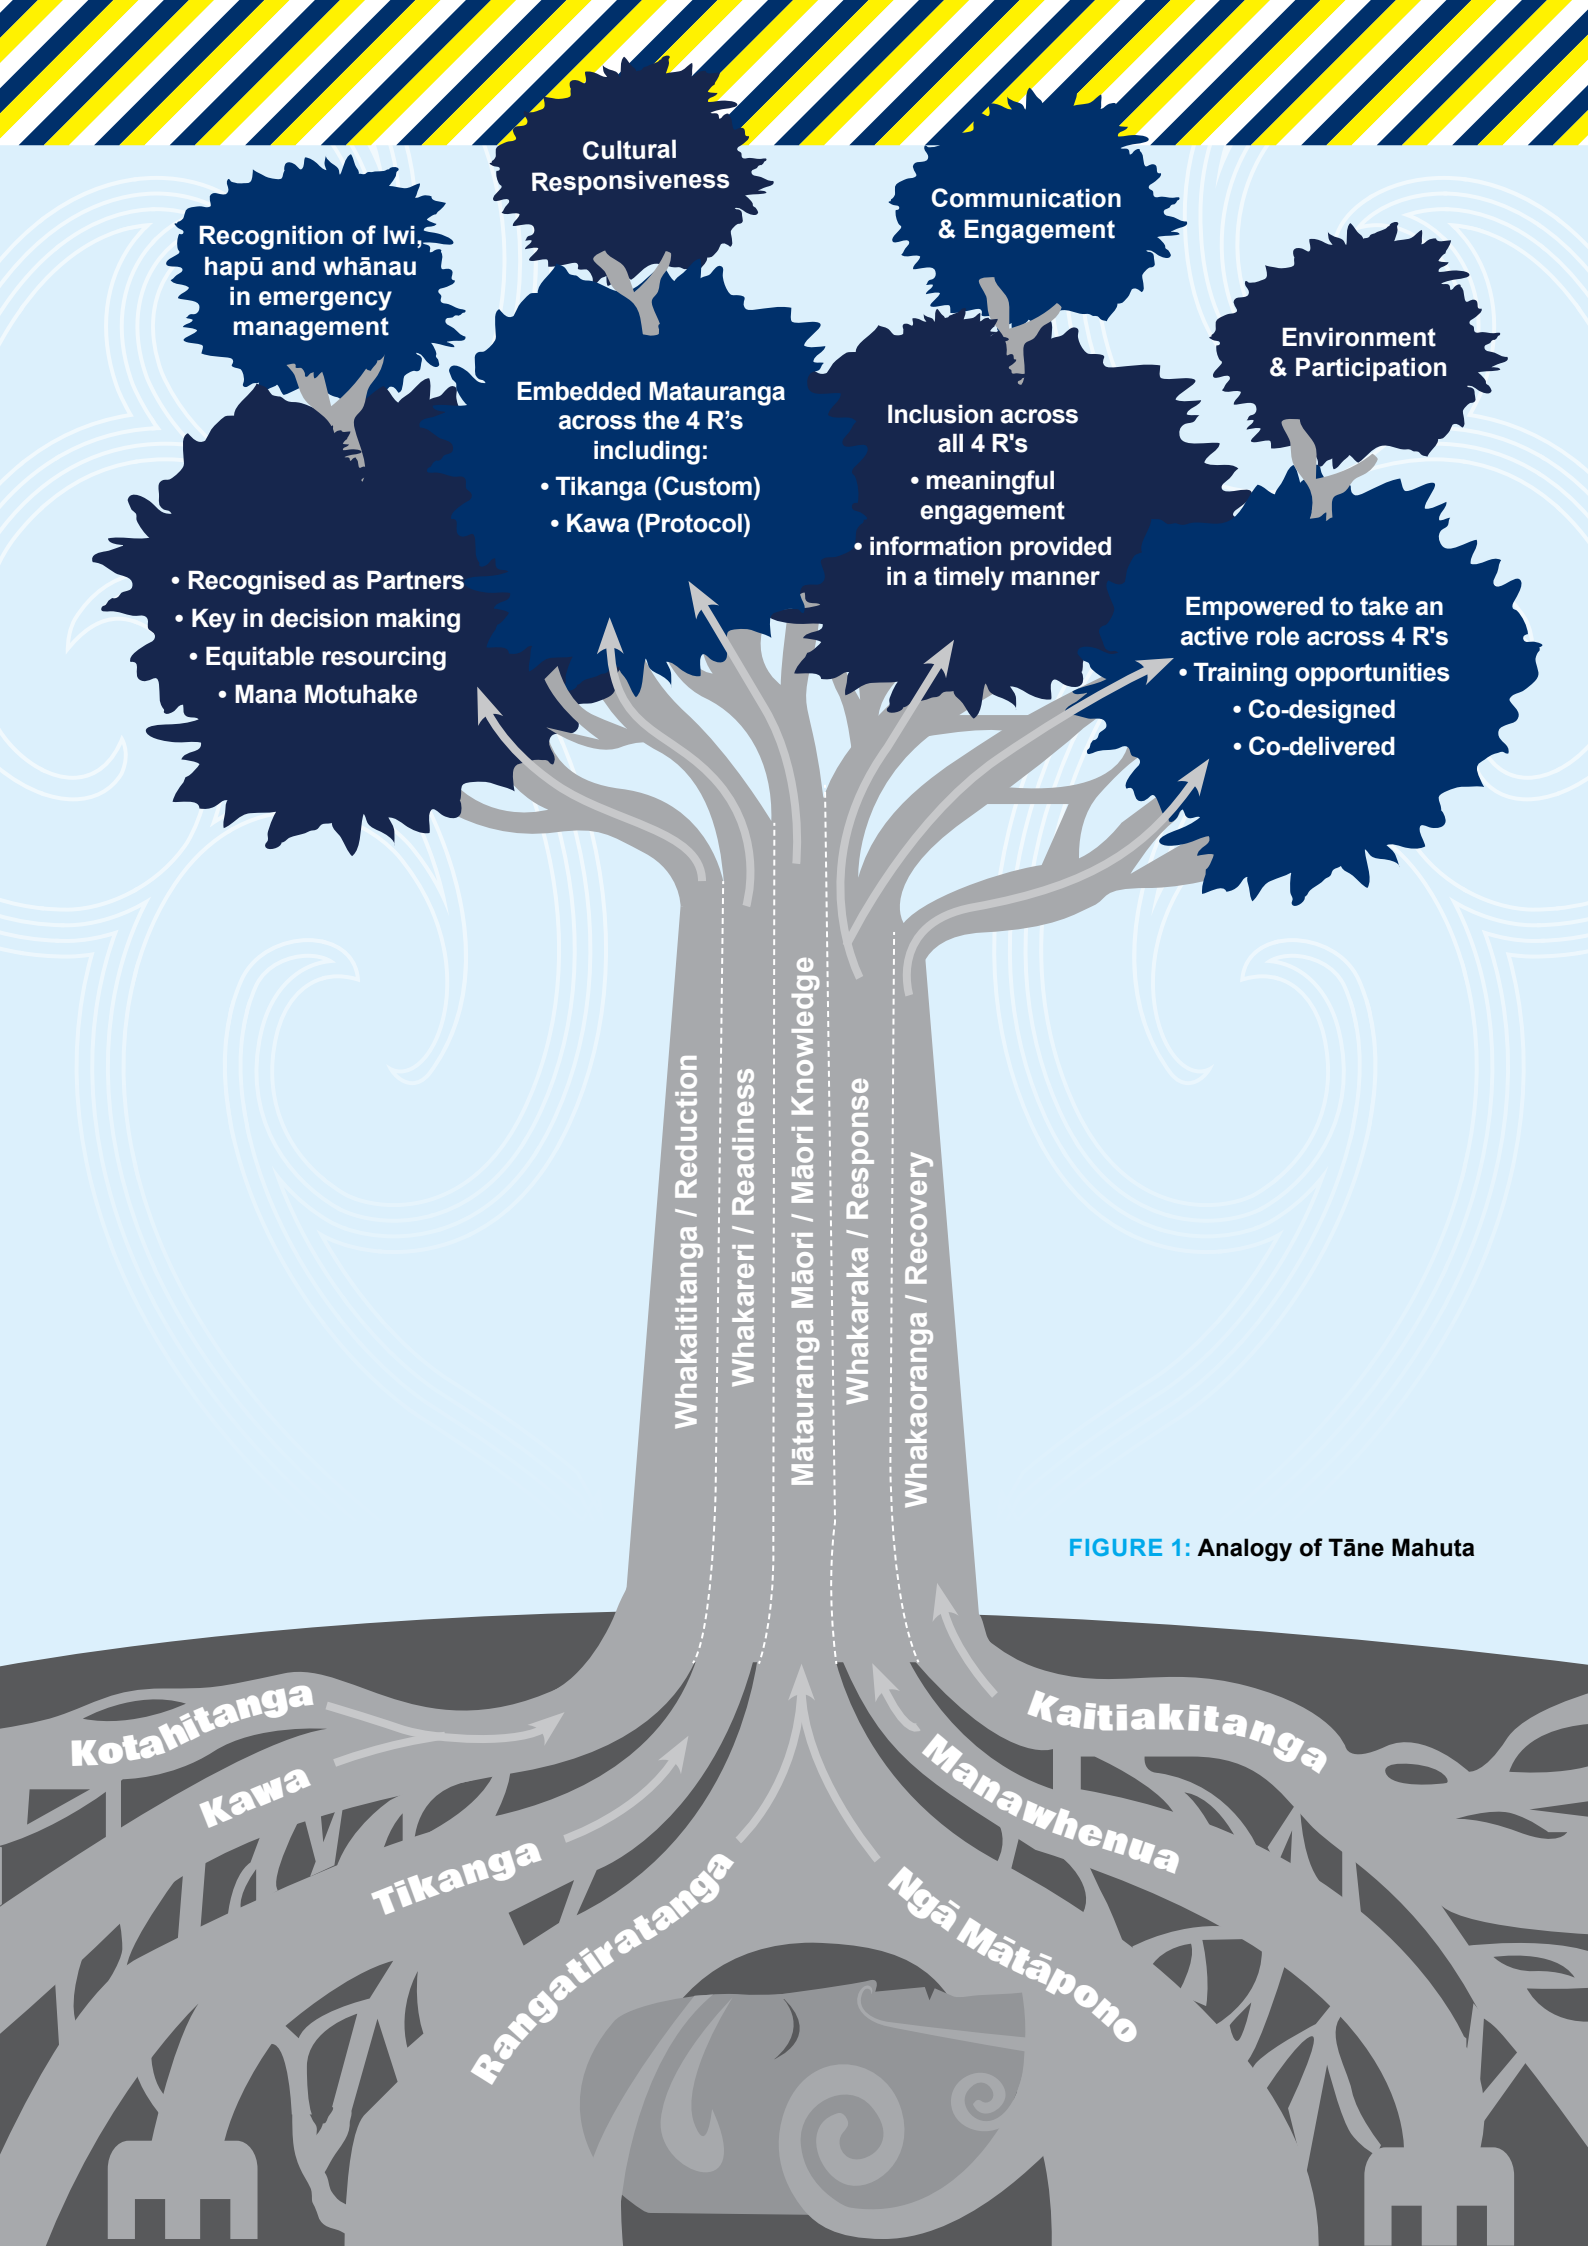 Cultural
Responsiveness
Communication
& Engagement
Recognition of Iwi,
hapū and whānau
in emergency
management
Environment
& Participation
• Recognised as Partners
• Key in decision making
• Equitable resourcing
• Mana Motuhake
Embedded Matauranga
across the 4 R’s
including:
• Tikanga (Custom)
• Kawa (Protocol)
Inclusion across
all 4 R's
• meaningful
engagement
• information provided
in a timely manner
Empowered to take an
active role across 4 R's
• Training opportunities
• Co-designed
• Co-delivered
Whakaititanga / Reduction
Whakareri / Readiness
Mātauranga Māori / Māori Knowledge
Whakaraka / Response
Whakaoranga / Recovery
FIGURE 1: Analogy of Tāne Mahuta
Kotahitanga
Kawa
Tikanga
Rangatiratanga
Ngā Mātāpono
Manawhenua
Kaitiakitanga